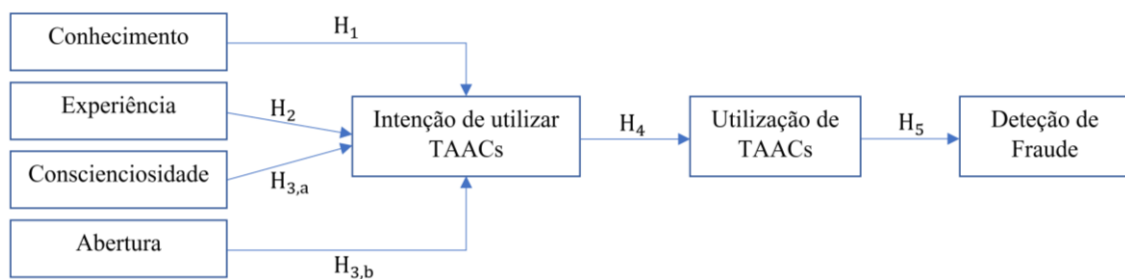 Conhecimento
H1
Experiência
H2
Conscienciosidade
H3,a
Abertura
H3,b
Intenção de utilizar
TAACs
H4
Utilização de
TAACs
H5
Deteção de
Fraude